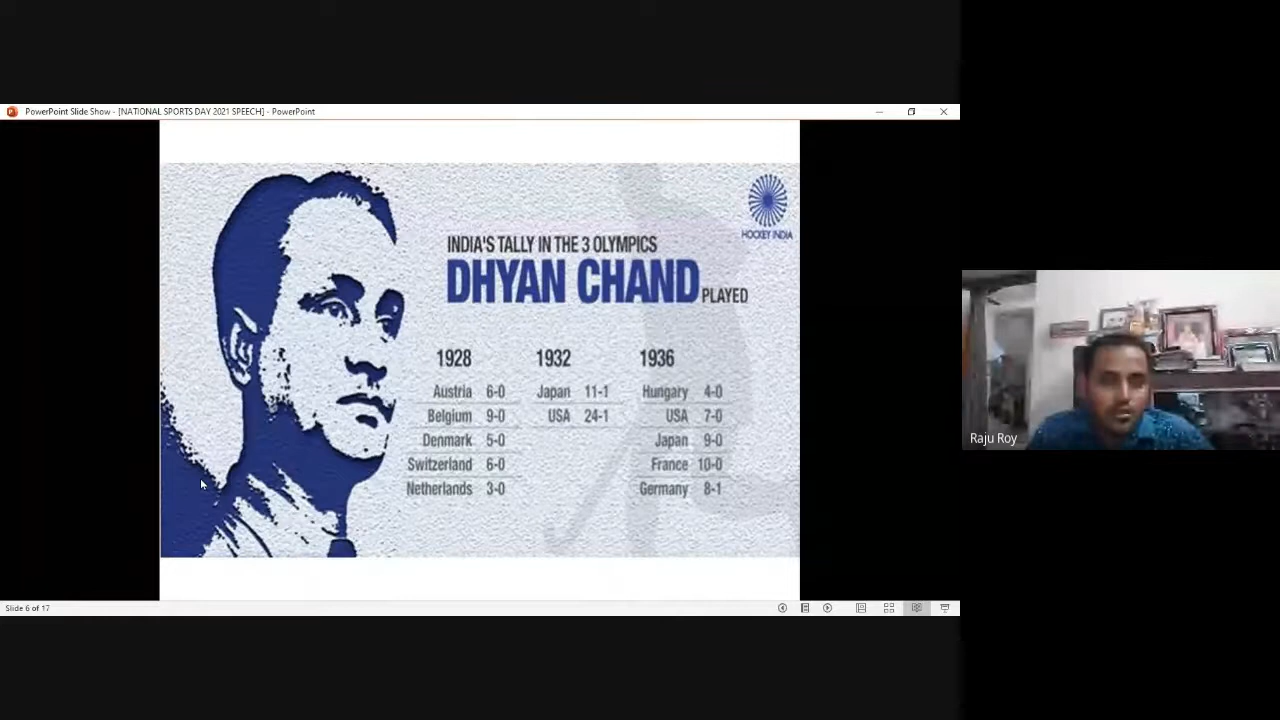 PowerPoint Slide Show - [NATIONAL SPORTS DAY 2021 SPEECH] - PowerPoint
HOCKEY INDIA
INDIA'S TALLY IN THE 3 OLYMPICS
DHYAN CHAND PLAYED
1928 1932 1936
Austria 6-0 Japan 11-1 Hungary 4-0
Belgium 9-0 USA 24-1 USA 7-0
Denmark 5-0 Japan 9-0
Switzerland 6-0 France 10-0
Netherlands 3-0 Germany 8-1
Raju Roy
Slide 6 of 17